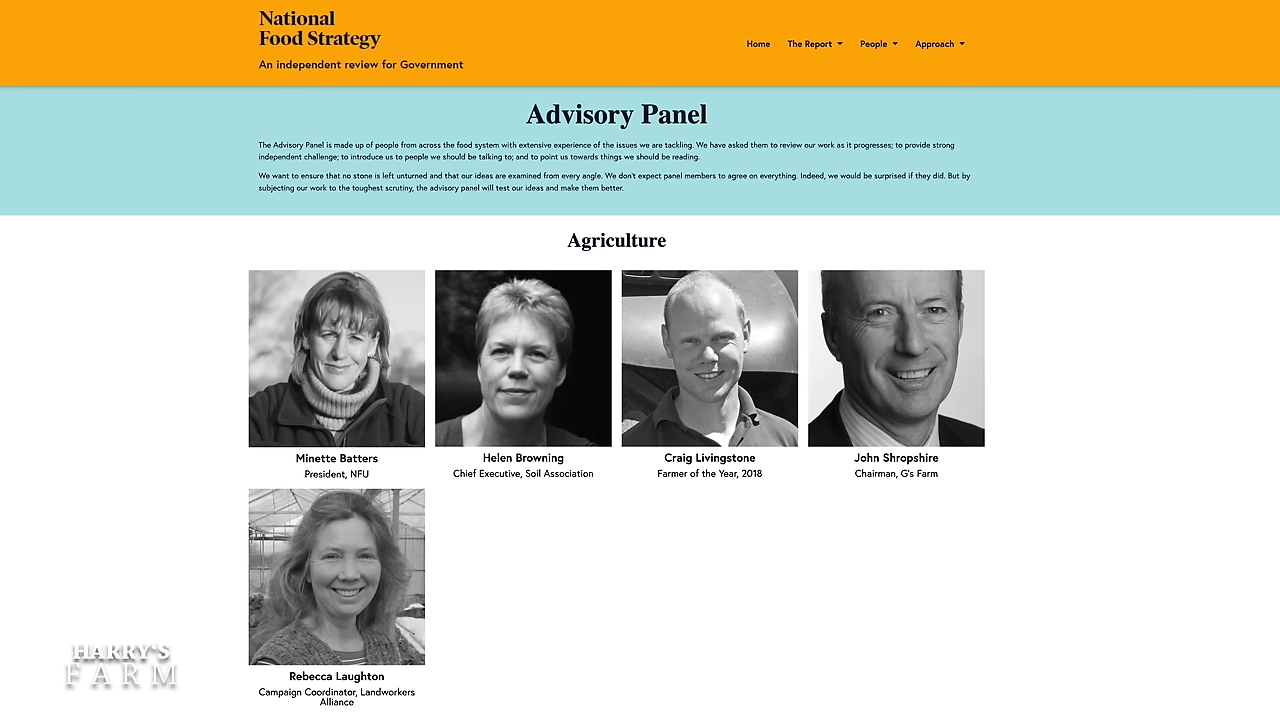 National
Food Strategy
An independent review for Government
Home The Report People Approach
Advisory Panel
The Advisory Panel is made up of people from across the food system with extensive experience of the issues we are tackling. We have asked them to review our work as it progresses; to provide strong
independent challenge; to introduce us to people we should be talking to; and to point us towards things we should be reading.
We want to ensure that no stone is left unturned and that our ideas are examined from every angle. We don't expect panel members to agree on everything. Indeed, we would be surprised if they did. But by
subjecting our work to the toughest scrutiny, the advisory panel will test our ideas and make them better.
Agriculture
Minette Batters
President, NFU
Helen Browning
Chief Executive, Soil Association
Craig Livingstone
Farmer of the Year, 2018
John Shropshire
Chairman, G's Farm
Rebecca Laughton
Campaign Coordinator, Landworkers
Alliance
HARRY'S
FARM